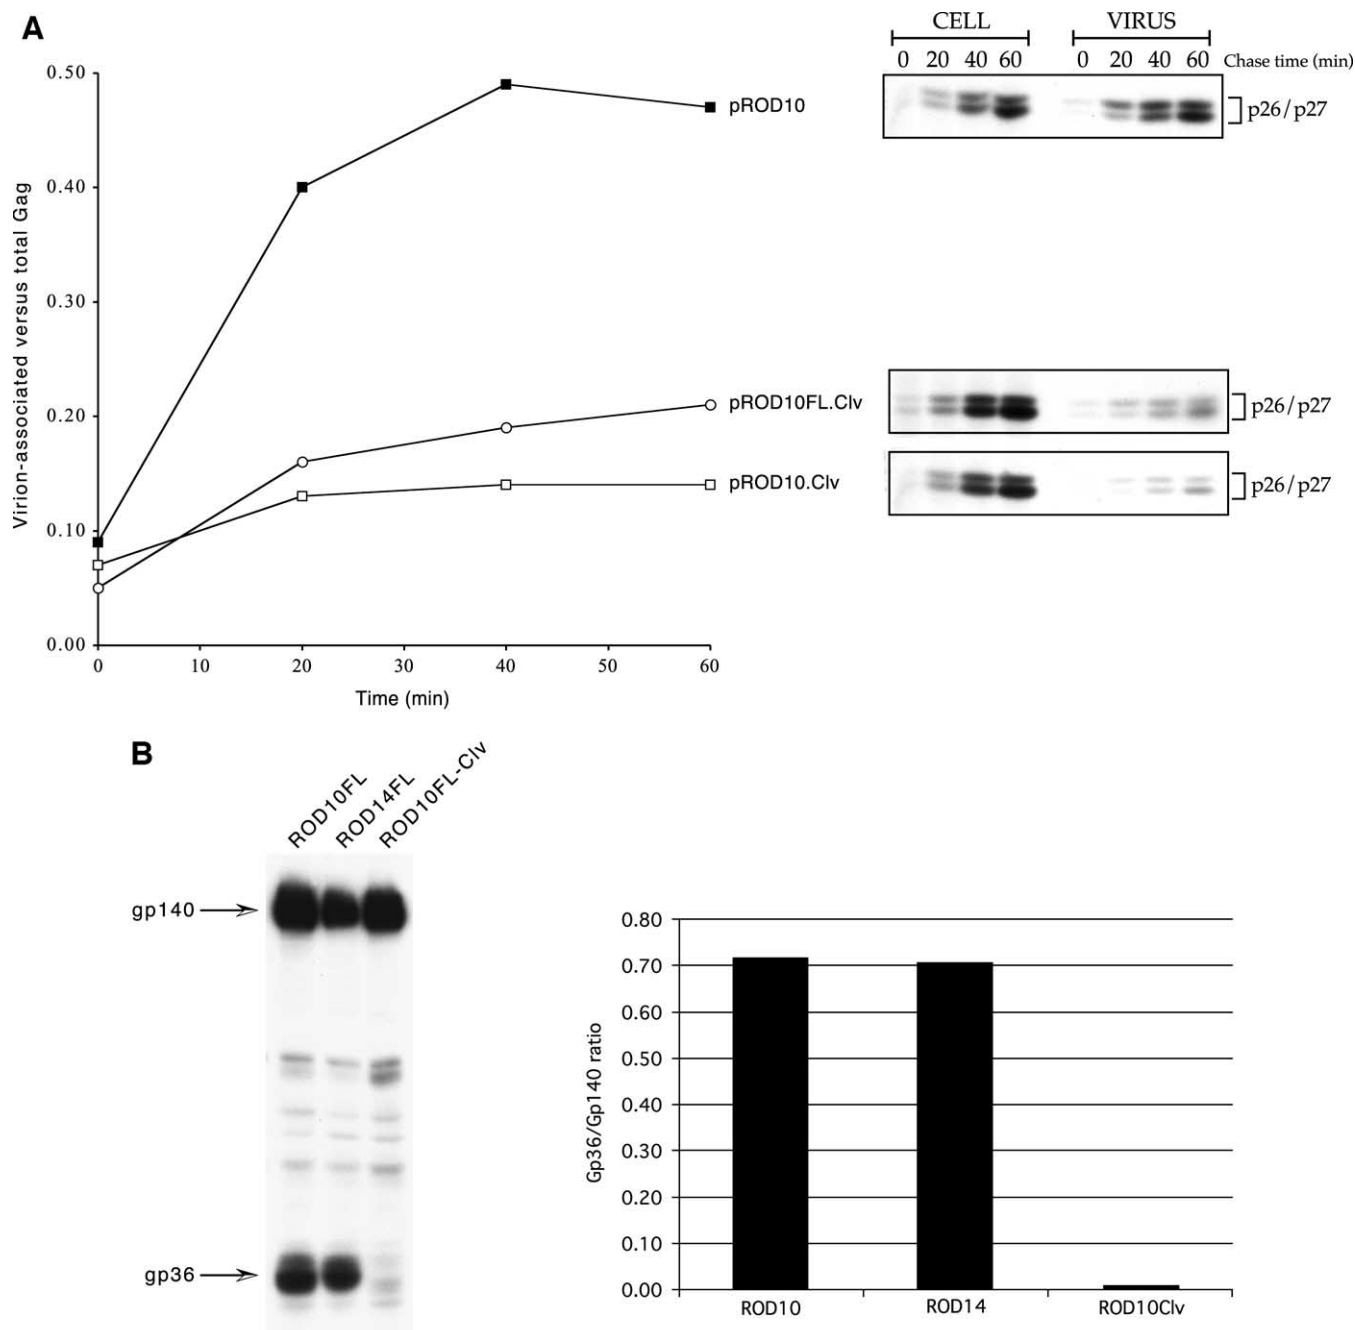 A
CELL VIRUS
0 20 40 60 0 20 40 60 Chase time (min)
p26/p27
p26/p27
p26/p27
Virion-associated versus total Gag
0.50
0.40
0.30
0.20
0.10
0.00
pROD10
pROD10FL.Clv
pROD10.Clv
0 10 20 30 40 50 60
Time (min)
B
ROD10FL
ROD14FL
ROD10FL-Clv
gp140
gp36
Gp36/Gp140 ratio
0.80
0.70
0.60
0.50
0.40
0.30
0.20
0.10
0.00
ROD10 ROD14 ROD10Clv